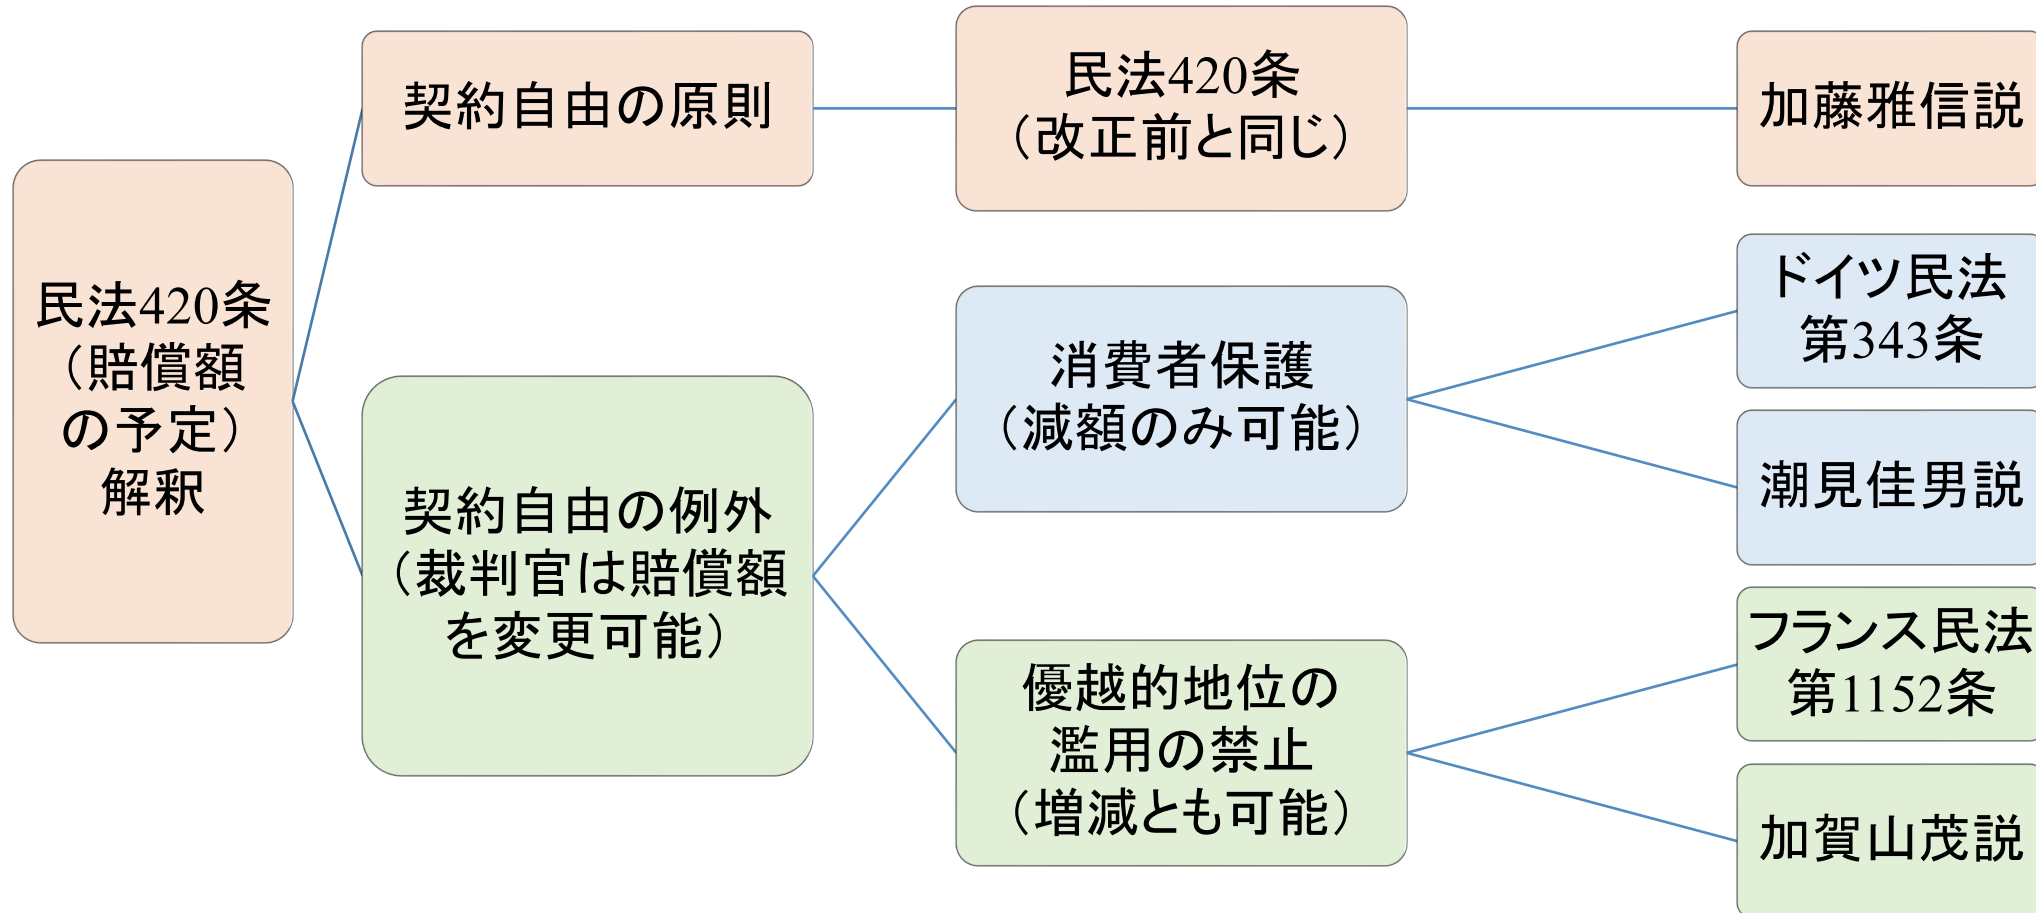 民法420条
（賠償額
の予定）
解釈
契約自由の原則
民法420条
（改正前と同じ）
加藤雅信説
契約自由の例外
（裁判官は賠償額
を変更可能）
消費者保護
（減額のみ可能）
ドイツ民法
第343条
潮見佳男説
優越的地位の
濫用の禁止
（増減とも可能）
フランス民法
第1152条
加賀山茂説